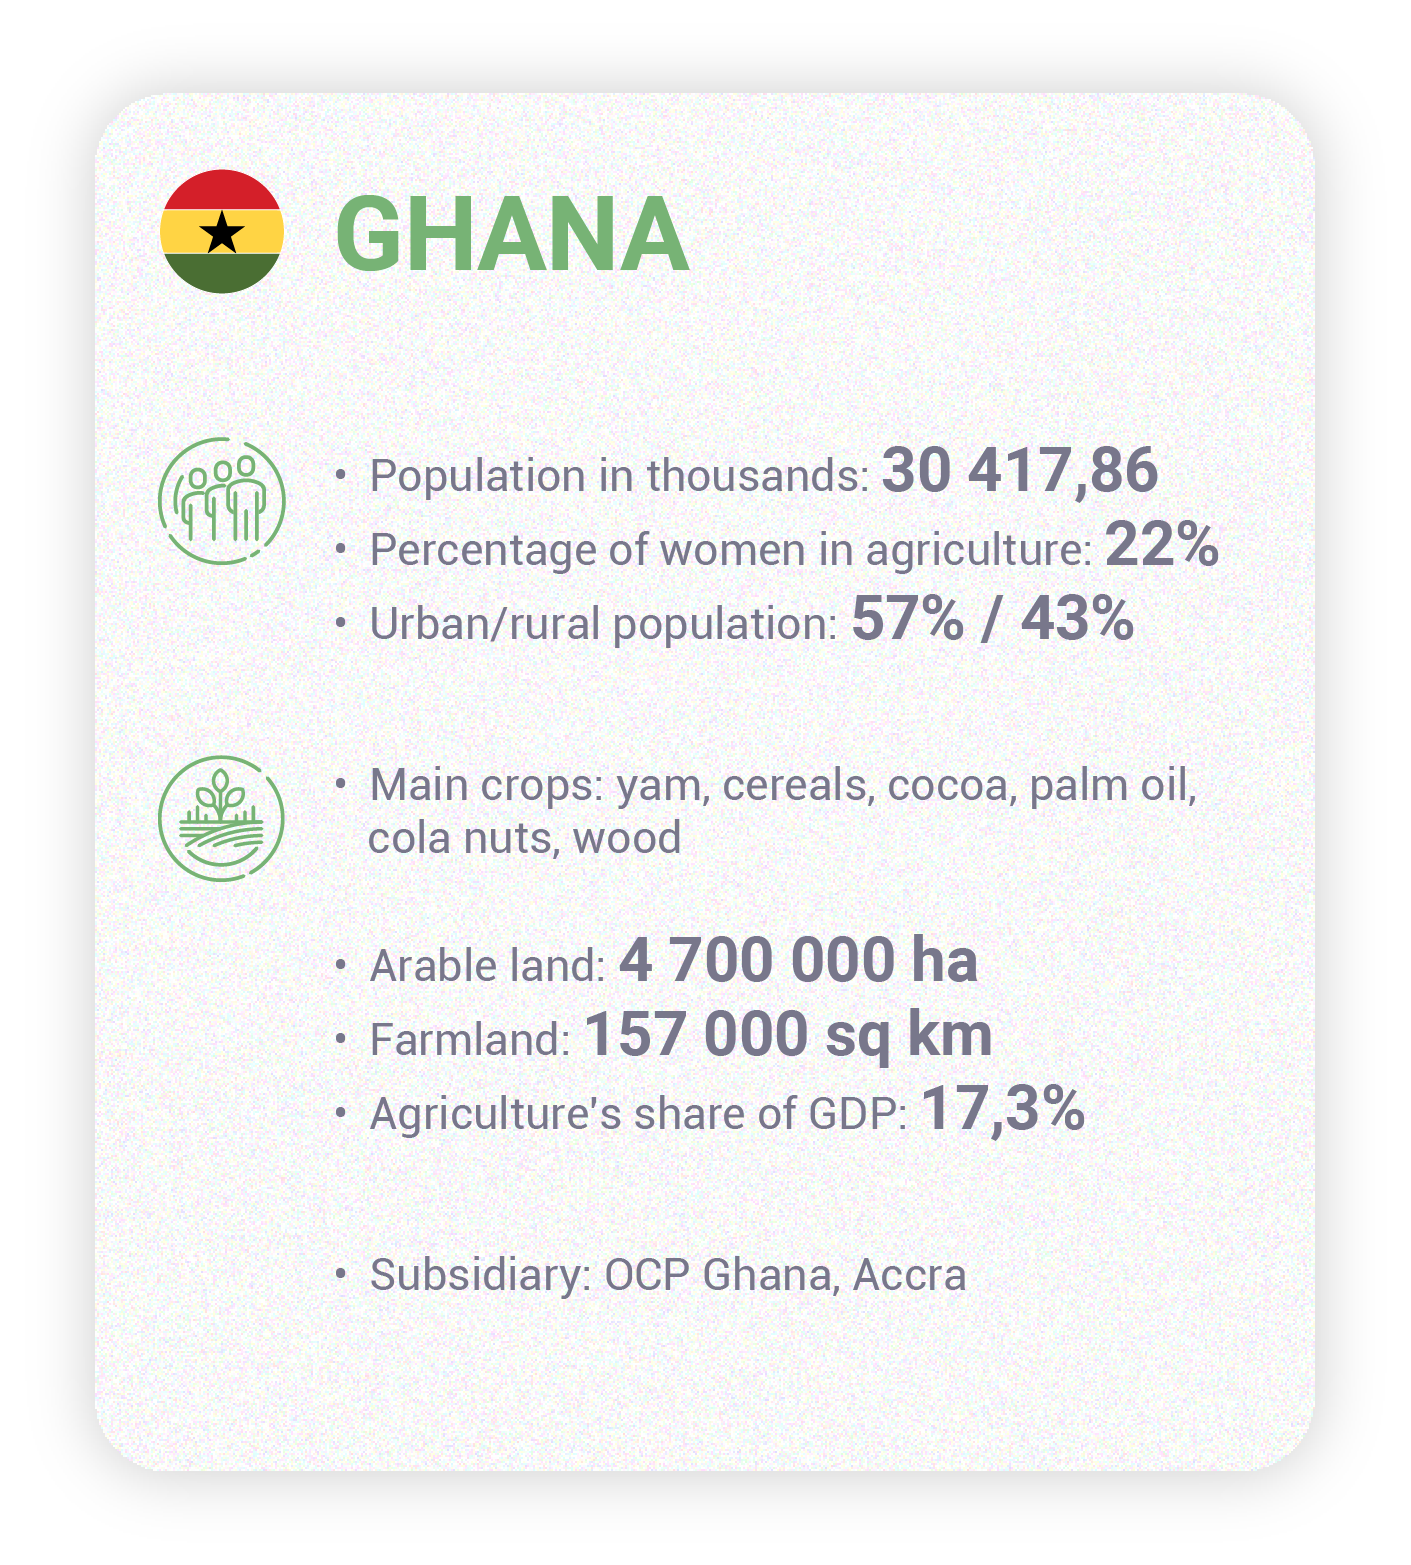 GHANA
• Population in thousands: 30 417,86
• Percentage of women in agriculture: 22%
• Urban/rural population: 57% / 43%
• Main crops: yam, cereals, cocoa, palm oil,
cola nuts, wood
• Arable land: 4 700 000 ha
• Farmland: 157 000 sq km
• Agriculture's share of GDP: 17,3%
• Subsidiary: OCP Ghana, Accra